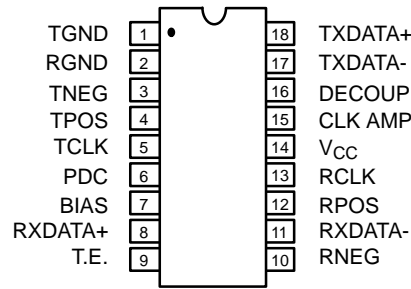 TGND 1 18 TXDATA+
RGND 2 17 TXDATA-
TNEG 3 16 DECOUP
TPOS 4 15 CLK AMP
TCLK 5 14 VCC
PDC 6 13 RCLK
BIAS 7 12 RPOS
RXDATA+ 8 11 RXDATA-
T.E. 9 10 RNEG